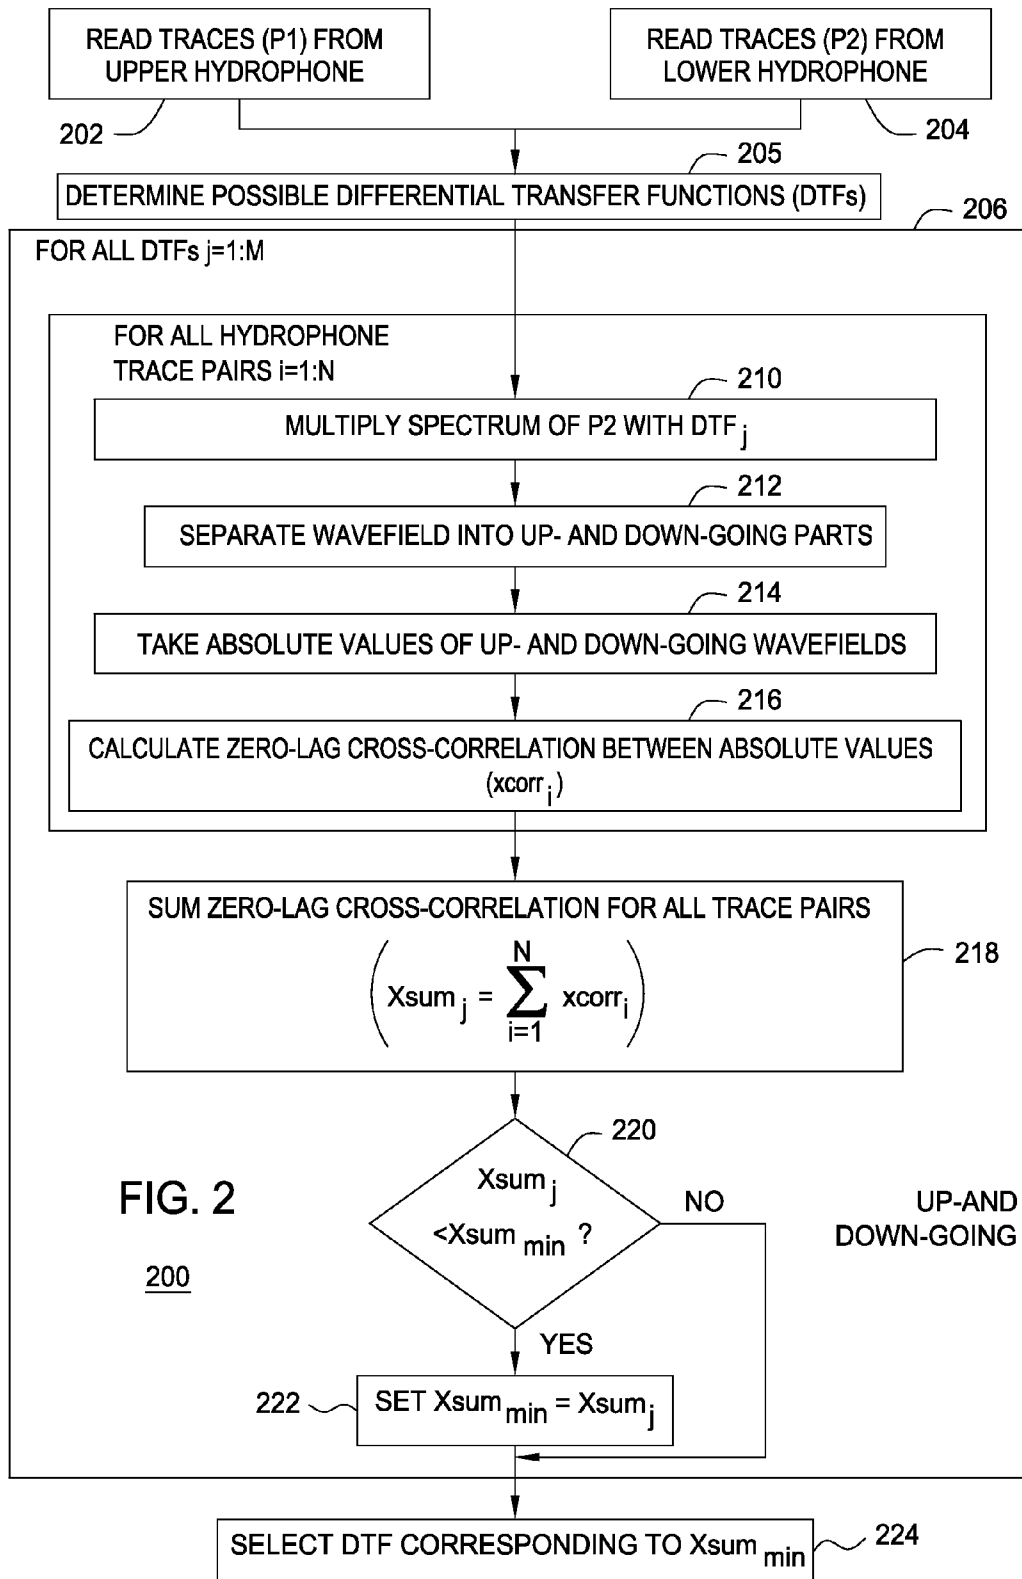 READ TRACES (P1) FROM
UPPER HYDROPHONE
READ TRACES (P2) FROM
LOWER HYDROPHONE
202
204
205
DETERMINE POSSIBLE DIFFERENTIAL TRANSFER FUNCTIONS (DTFs)
206
FOR ALL DTFs j=1:M
FOR ALL HYDROPHONE
TRACE PAIRS i=1:N
210
MULTIPLY SPECTRUM OF P2 WITH DTF j
212
SEPARATE WAVEFIELD INTO UP- AND DOWN-GOING PARTS
214
TAKE ABSOLUTE VALUES OF UP- AND DOWN-GOING WAVEFIELDS
216
CALCULATE ZERO-LAG CROSS-CORRELATION BETWEEN ABSOLUTE VALUES
(xcorr i)
SUM ZERO-LAG CROSS-CORRELATION FOR ALL TRACE PAIRS
218
(Xsum j = ∑ i=1 N xcorr i)
220
Xsum j
<Xsum min ?
NO
UP-AND
DOWN-GOING
FIG. 2
200
YES
222
SET Xsum min = Xsum j
SELECT DTF CORRESPONDING TO Xsum min
224